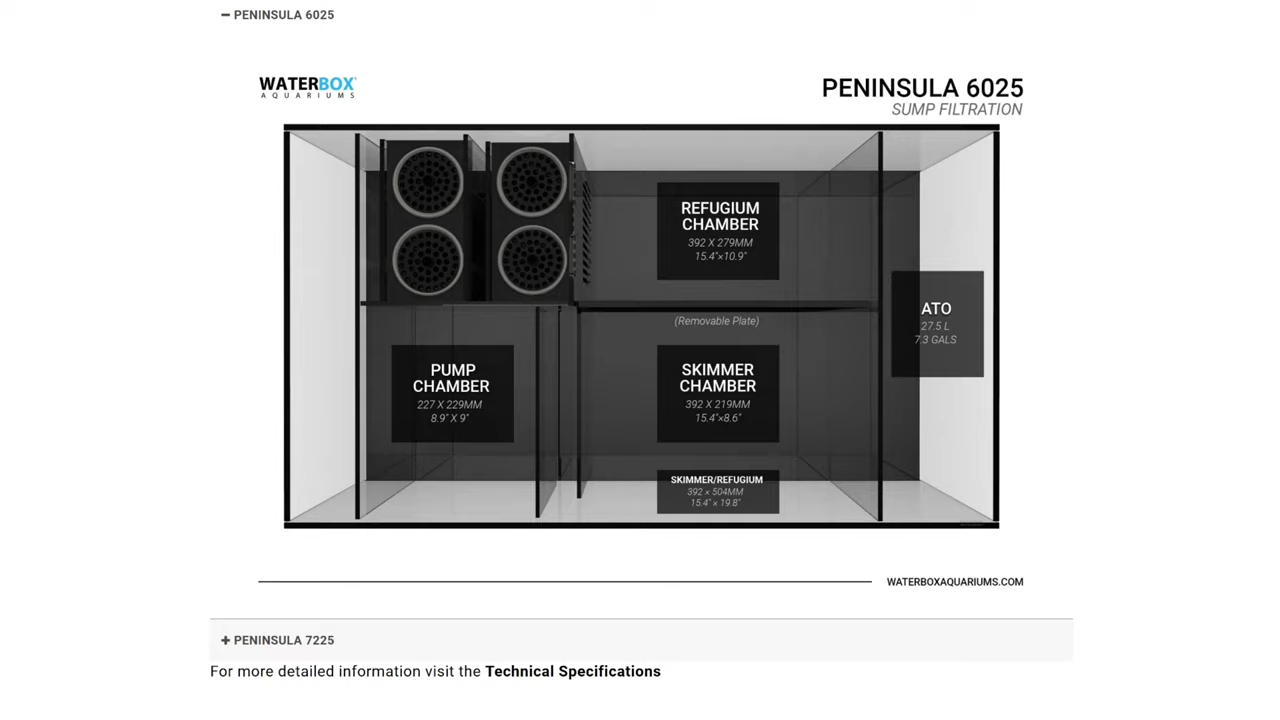 PENINSULA 6025
WATERBOX
AQUARIUMS
PENINSULA 6025
SUMP FILTRATION
REFUGIUM
CHAMBER
392 X 279MM
15.4"×10.9"
ATO
27.5 L
7.3 GALS
(Removable Plate)
PUMP
CHAMBER
227 X 229MM
8.9" X 9"
SKIMMER
CHAMBER
392 X 219MM
15.4"×8.6"
SKIMMER/REFUGIUM
392 × 504MM
15.4" × 19.8"
WATERBOXAQUARIUMS.COM
PENINSULA 7225
For more detailed information visit the Technical Specifications